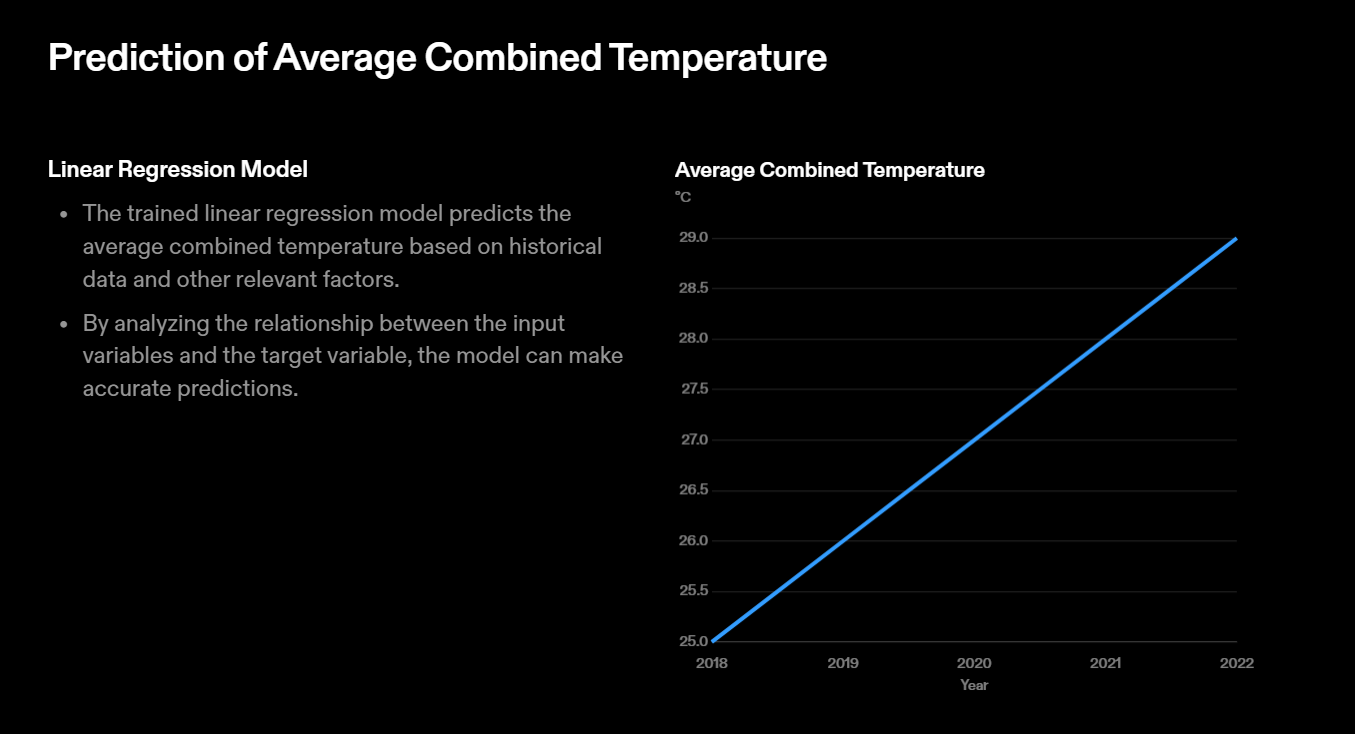 Prediction of Average Combined Temperature
Linear Regression Model
• The trained linear regression model predicts the
average combined temperature based on historical
data and other relevant factors.
• By analyzing the relationship between the input
variables and the target variable, the model can make
accurate predictions.
Average Combined Temperature
°C
29.0
28.5
28.0
27.5
27.0
26.5
26.0
25.5
25.0
2018 2019 2020 2021 2022
Year